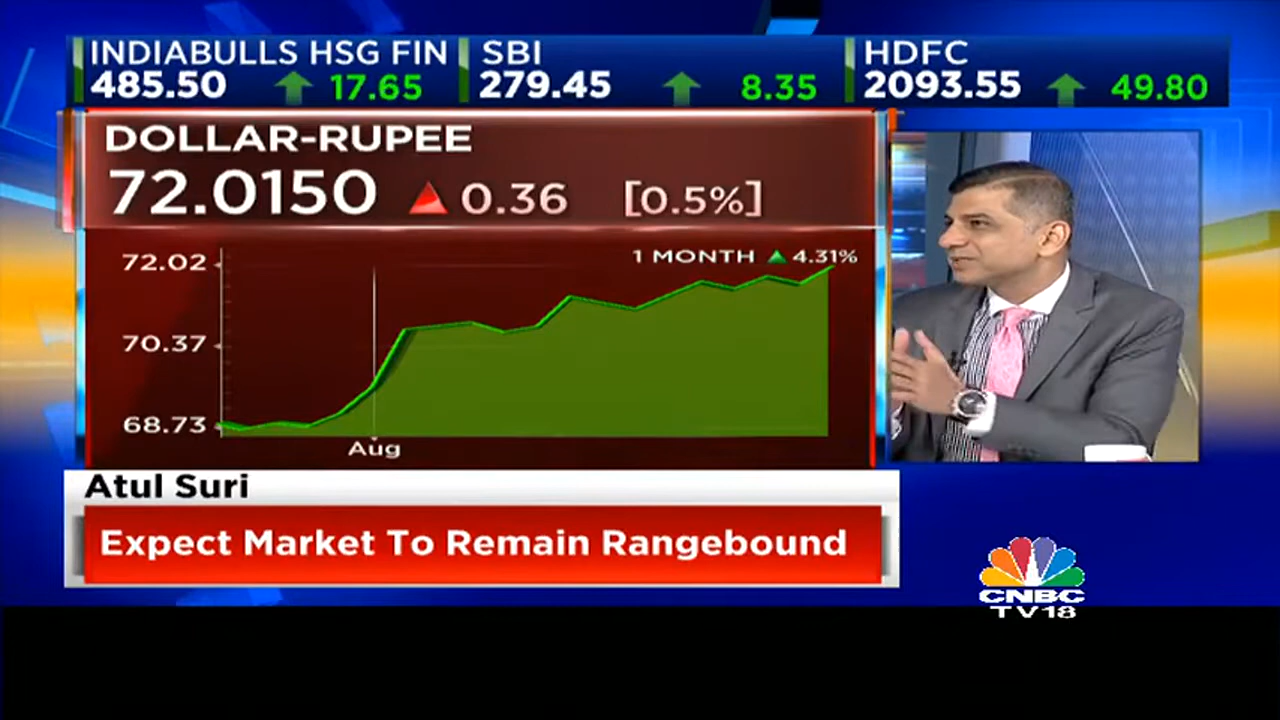 INDIABULLS HSG FIN
485.50 17.65
SBI
279.45 8.35
HDFC
2093.55 49.80
DOLLAR-RUPEE
72.0150 0.36 [0.5%]
1 MONTH 4.31%
72.02
70.37
68.73
Aug
Atul Suri
Expect Market To Remain Rangebound
CNBC
TV18